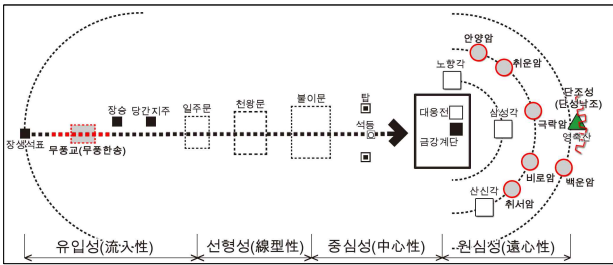 안양암
취운암
노향각
단조성
(단성낙조)
장승
당간지주
일주문
천왕문
불이문
탑
석등
대웅전
금강계단
삼성각
극락암
영축산
장생석표
무풍교(무풍한송)
비로암
백운암
산신각
취서암
유입성(流入性)
선형성(線型性)
중심성(中心性)
원심성(遠心性)